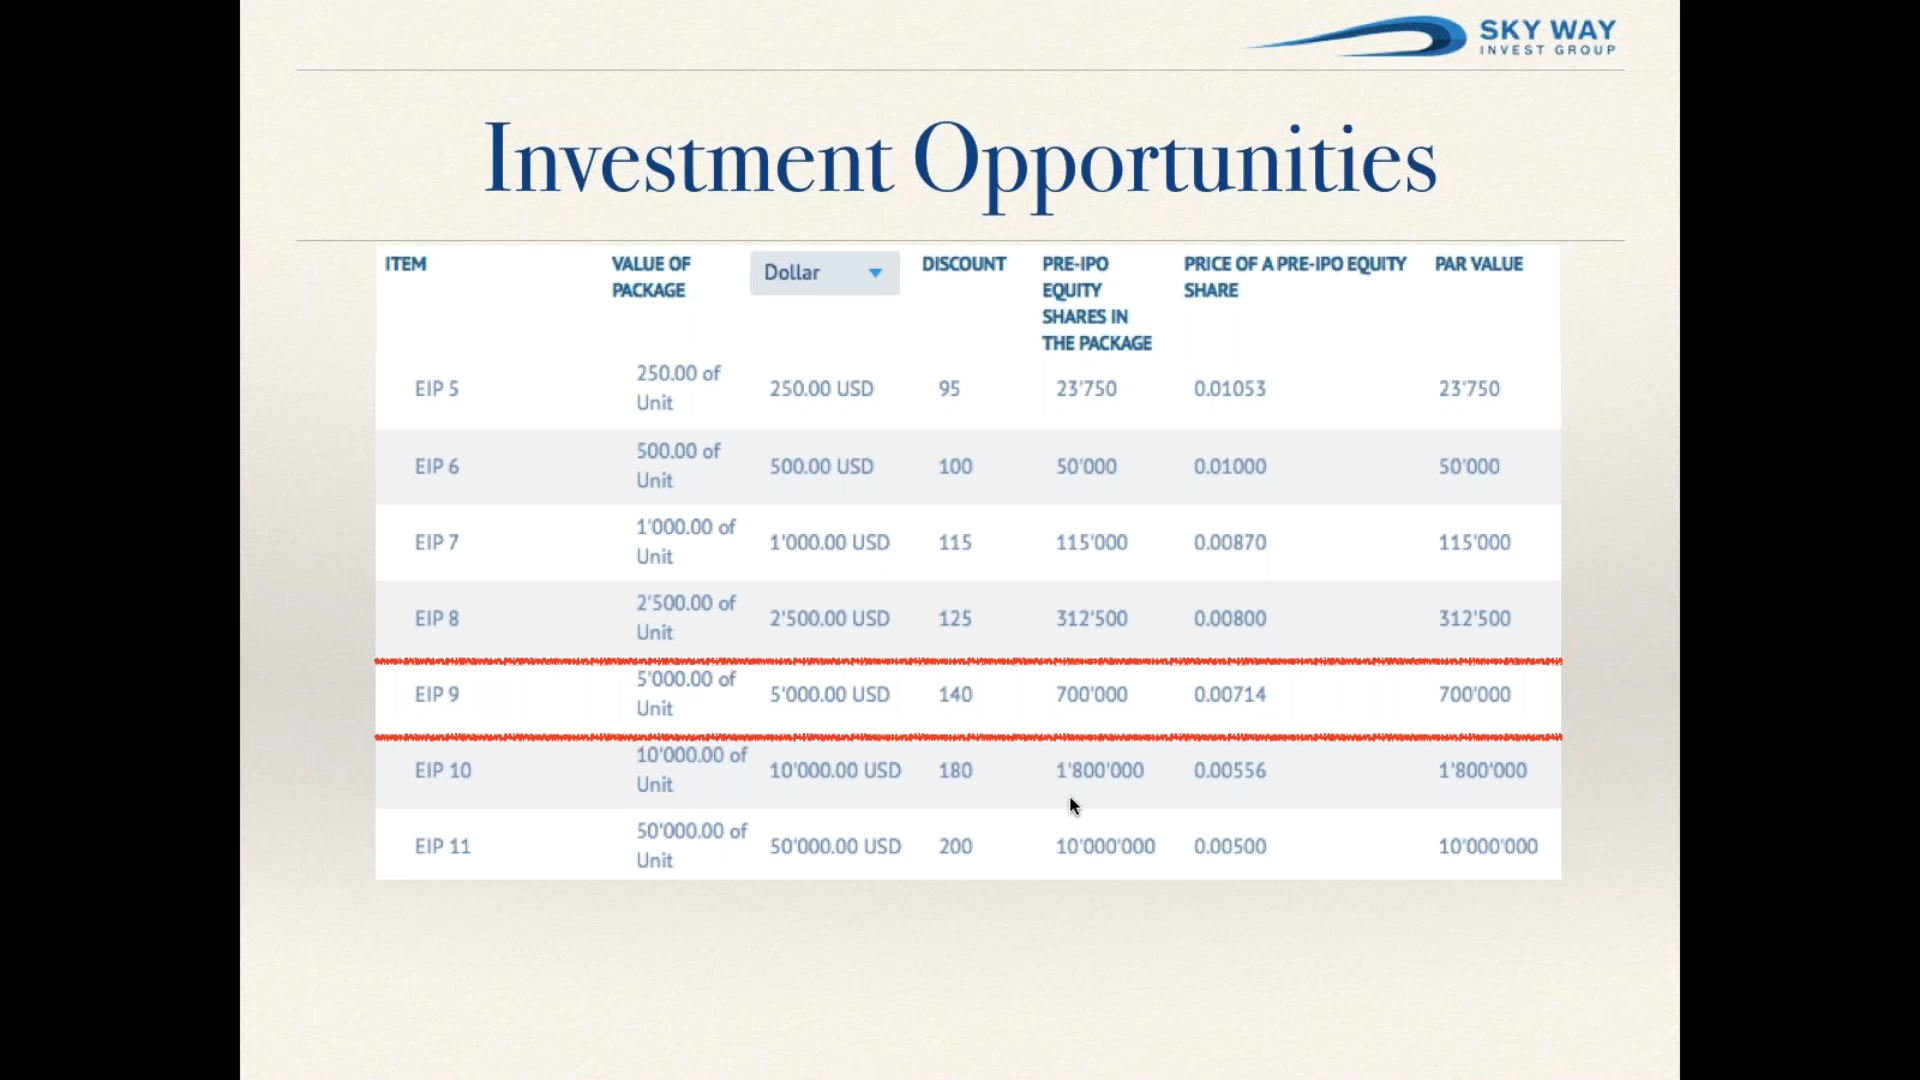 SKY WAY
INVEST GROUP
Investment Opportunities
ITEM VALUE OF PACKAGE Dollar DISCOUNT PRE-IPO EQUITY SHARES IN THE PACKAGE PRICE OF A PRE-IPO EQUITY SHARE PAR VALUE
EIP 5 250.00 of Unit 250.00 USD 95 23'750 0.01053 23'750
EIP 6 500.00 of Unit 500.00 USD 100 50'000 0.01000 50'000
EIP 7 1'000.00 of Unit 1'000.00 USD 115 115'000 0.00870 115'000
EIP 8 2'500.00 of Unit 2'500.00 USD 125 312'500 0.00800 312'500
EIP 9 5'000.00 of Unit 5'000.00 USD 140 700'000 0.00714 700'000
EIP 10 10'000.00 of Unit 10'000.00 USD 180 1'800'000 0.00556 1'800'000
EIP 11 50'000.00 of Unit 50'000.00 USD 200 10'000'000 0.00500 10'000'000